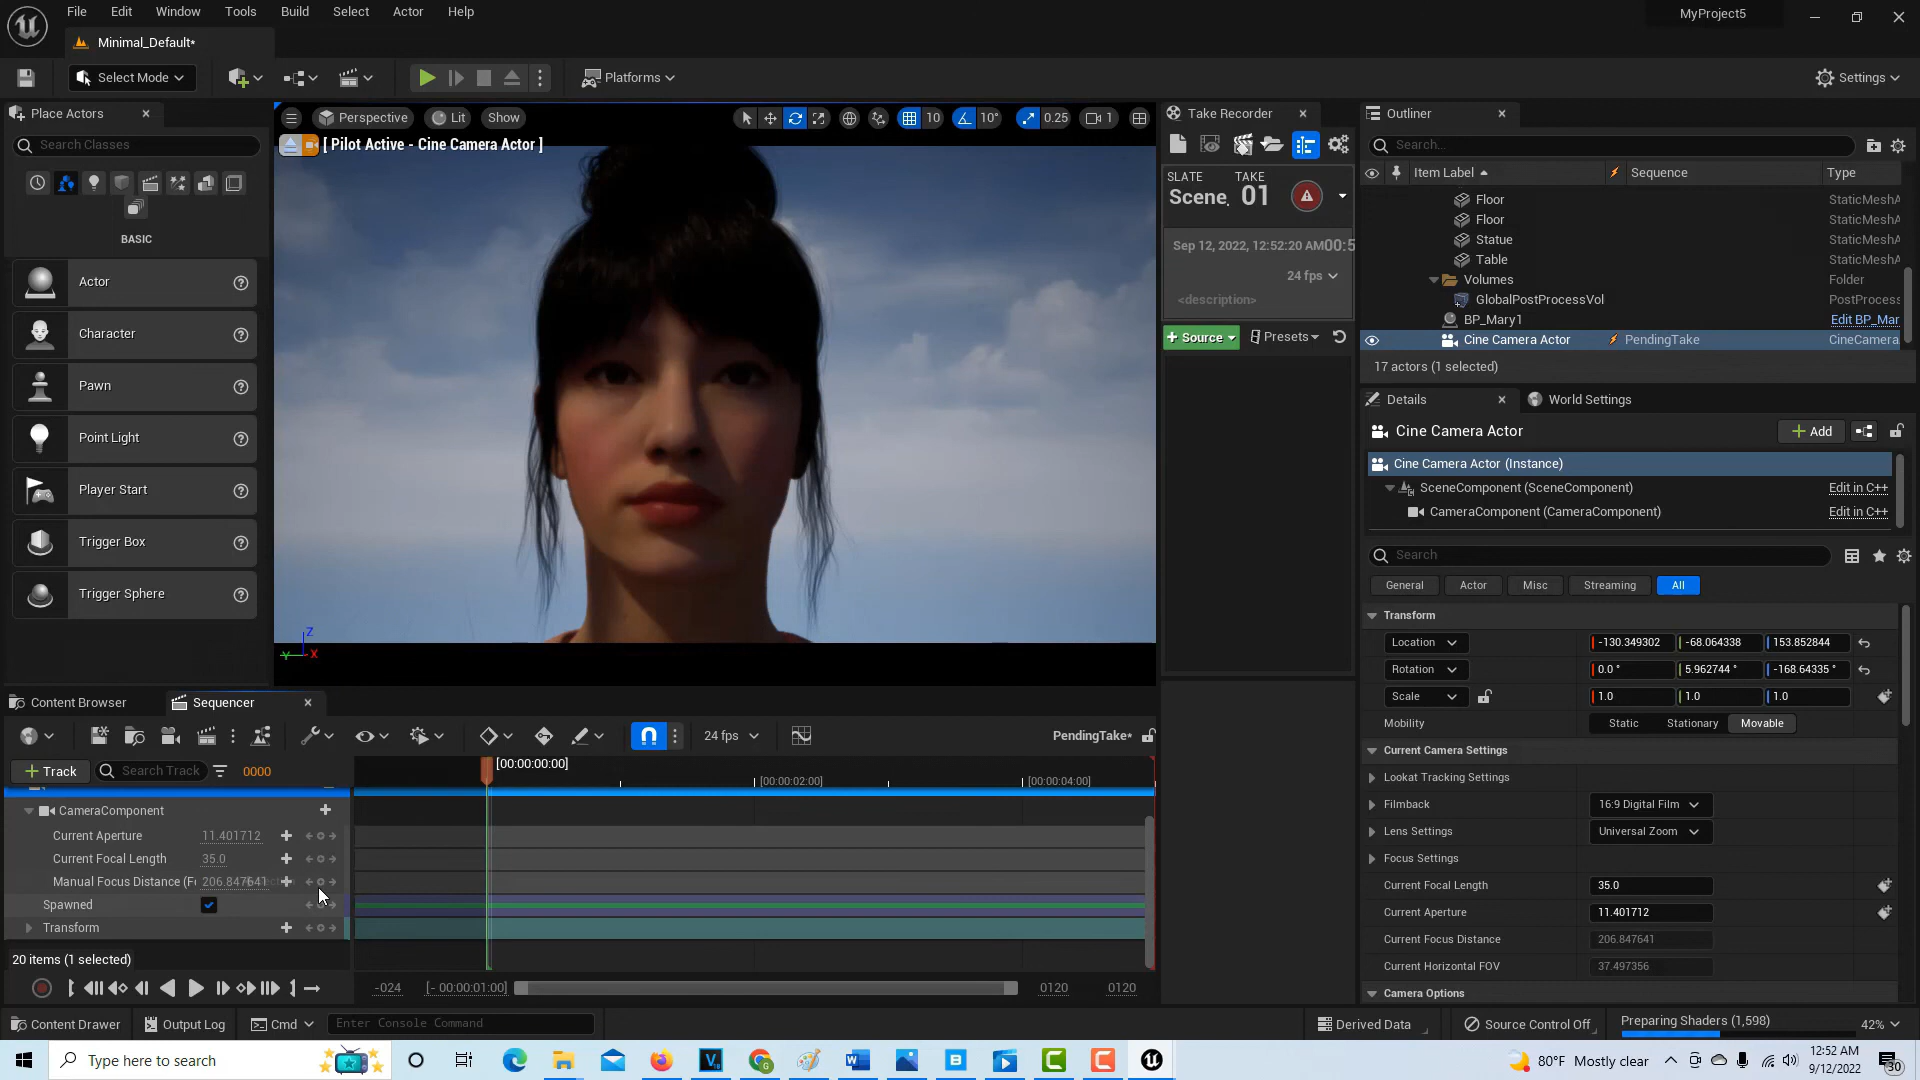 File Edit Window Tools Build Select Actor Help
MyProject5
Minimal_Default*
Select Mode
Platforms
Settings
Place Actors
Search Classes
BASIC
Actor
Character
Pawn
Point Light
Player Start
Trigger Box
Trigger Sphere
Perspective Lit Show
10 10° 0.25 1
[ Pilot Active - Cine Camera Actor ]
Z
Y X
Take Recorder
SLATE TAKE
Scene_ 01
Sep 12, 2022, 12:52:20 AM
24 fps
<description>
+ Source Presets
Outliner
Search...
Item Label Sequence Type
Floor StaticMeshA
Floor StaticMeshA
Statue StaticMeshA
Table StaticMeshA
Volumes Folder
GlobalPostProcessVol PostProcess
BP_Mary1 Edit BP_Mar
Cine Camera Actor PendingTake CineCamera
17 actors (1 selected)
Details World Settings
Cine Camera Actor
+ Add
Cine Camera Actor (Instance)
SceneComponent (SceneComponent) Edit in C++
CameraComponent (CameraComponent) Edit in C++
Search
General Actor Misc Streaming All
Transform
Location -130.349302 -68.064338 153.852844
Rotation 0.0 ° 5.962744 ° -168.64335 °
Scale 1.0 1.0 1.0
Mobility Static Stationary Movable
Current Camera Settings
Lookat Tracking Settings
Filmback 16:9 Digital Film
Lens Settings Universal Zoom
Focus Settings
Current Focal Length 35.0
Current Aperture 11.401712
Current Focus Distance 206.847641
Current Horizontal FOV 37.497356
Camera Options
Content Browser Sequencer
24 fps
PendingTake*
+ Track Search Track 0000
[00:00:00:00]
[00:00:02:00] [00:00:04:00]
CameraComponent
Current Aperture 11.401712
Current Focal Length 35.0
Manual Focus Distance (F 206.847641
Spawned
Transform
20 items (1 selected)
-024 [- 00:00:01:00] 0120 0120
Content Drawer Output Log Cmd Enter Console Command
Derived Data Source Control Off Preparing Shaders (1,598) 42%
Type here to search
80°F Mostly clear
12:52 AM
9/12/2022
30